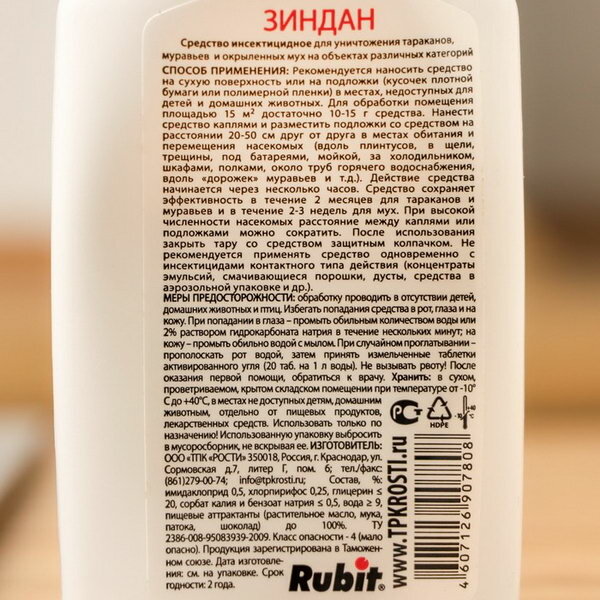 ЗИНДАН
Средство инсектицидное для уничтожения тараканов,
муравьев и окрыленных мух на объектах различных категорий
СПОСОБ ПРИМЕНЕНИЯ: Рекомендуется наносить средство
на сухую поверхность или на подложки (кусочек плотной
бумаги или полимерной пленки) в местах, недоступных для
детей и домашних животных. Для обработки помещения
площадью 15 м² достаточно 10-15 г средства. Нанести
средство каплями и разместить подложки со средством на
расстоянии 20-50 см друг от друга в местах обитания и
перемещения насекомых (вдоль плинтусов, в щели,
трещины, под батареями, мойкой, за холодильником,
шкафами, полками, около труб горячего водоснабжения,
вдоль «дорожек» муравьев и т.д.). Действие средства
начинается через несколько часов. Средство сохраняет
эффективность в течение 2 месяцев для тараканов и
муравьев и в течение 2-3 недель для мух. При высокой
численности насекомых расстояние между каплями или
подложками можно сократить. После использования
закрыть тару со средством защитным колпачком. Не
рекомендуется применять средство одновременно с
инсектицидами контактного типа действия (концентраты
эмульсий, смачивающиеся порошки, дусты, средства в
аэрозольной упаковке и др.).
МЕРЫ ПРЕДОСТОРОЖНОСТИ: обработку проводить в отсутствии детей,
домашних животных и птиц. Избегать попадания средства в рот, глаза и на
кожу. При попадании в глаза – промыть обильным количеством воды или
2% раствором гидрокарбоната натрия в течение нескольких минут; на
кожу – промыть обильно водой с мылом. При случайном проглатывании –
прополоскать рот водой, затем принять измельченные таблетки
активированного угля (20 таб. на 1 л воды). Не вызывать рвоту! После
оказания первой помощи, обратиться к врачу. Хранить: в сухом,
проветриваемом, крытом складском помещении при температуре от -10°
С до +40°С, в местах не доступных детям, домашним
животным, отдельно от пищевых продуктов,
лекарственных средств. Использовать только по
назначению! Использованную упаковку выбросить
в мусоросборник, не вскрывая ее. ИЗГОТОВИТЕЛЬ:
ООО «ТПК «РОСТИ» 350018, Россия, г. Краснодар, ул.
Сормовская д.7, литер Г, пом. 6; тел./факс:
(861)279-00-74; info@tpkrosti.ru; Состав, %:
имидаклоприд 0,5, хлорпирифос 0,25, глицерин ≤
20, сорбат калия и бензоат натрия ≤ 0,5, вода ≥ 9,
пищевые аттрактанты (растительное масло, мука,
патока, шоколад) до 100%. ТУ
2386-008-95083939-2009. Класс опасности - 4 (мало
опасно). Продукция зарегистрирована в Таможен-
ном союзе. Дата изготовле-
ния: см. на упаковке. Срок
годности: 2 года.
Rubit®
HDPE
-10
+40
°C
WWW.TPKROSTI.ru
4607126190780 8